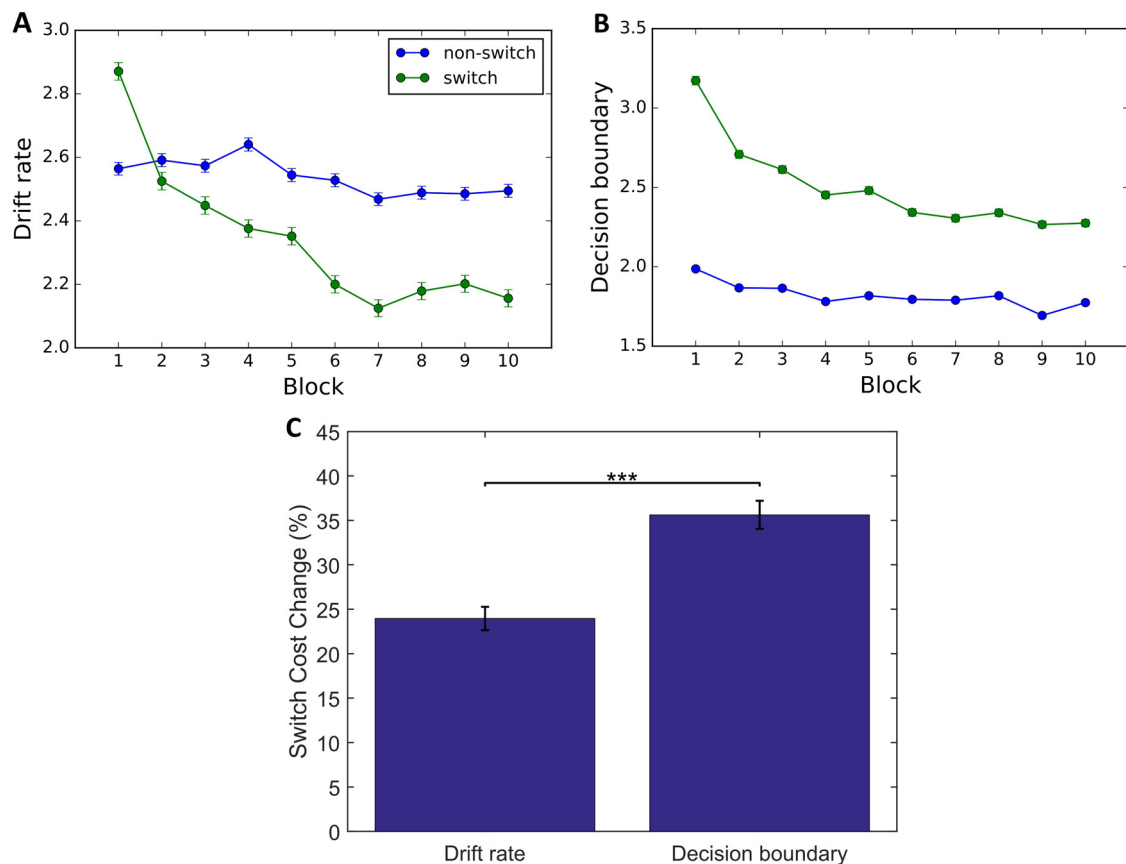 A
Drift rate
3.0
2.8
2.6
2.4
2.2
2.0
non-switch
switch
1 2 3 4 5 6 7 8 9 10
Block
B
Decision boundary
3.5
3.0
2.5
2.0
1.5
1 2 3 4 5 6 7 8 9 10
Block
C
Switch Cost Change (%)
45
40
35
30
25
20
15
10
5
0
***
Drift rate Decision boundary